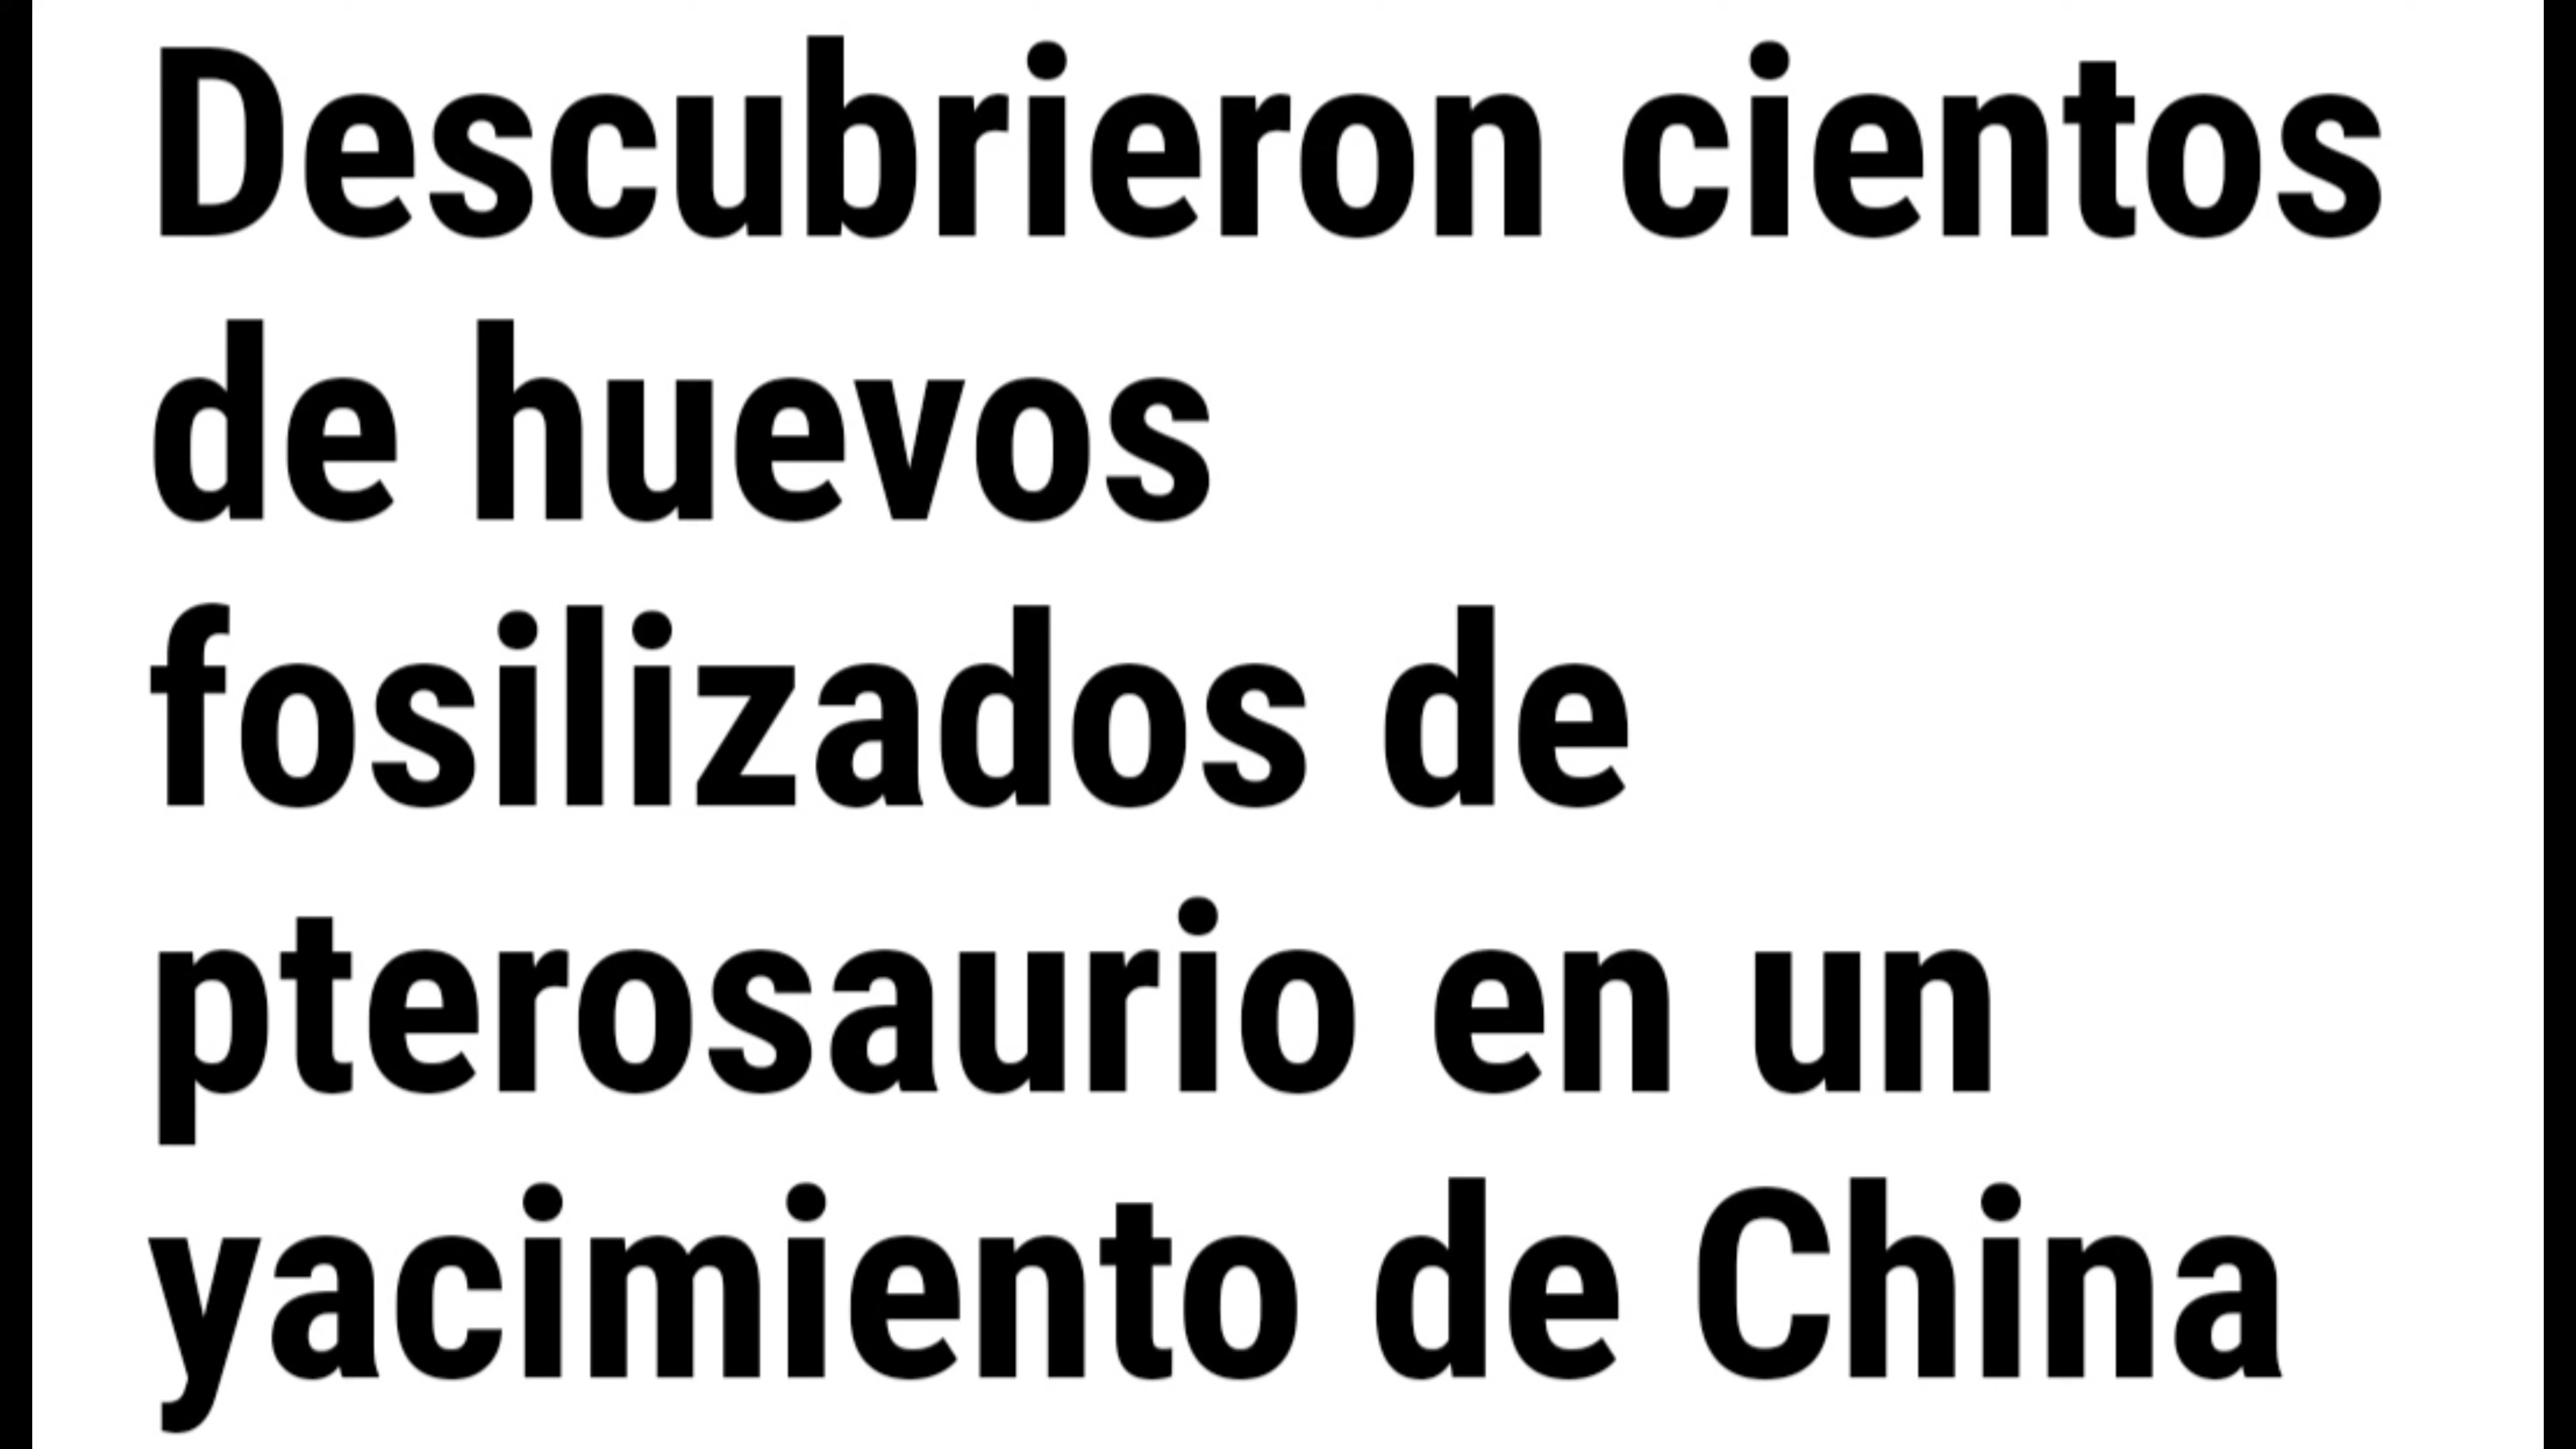 Descubrieron cientos
de huevos
fosilizados de
pterosaurio en un
yacimiento de China